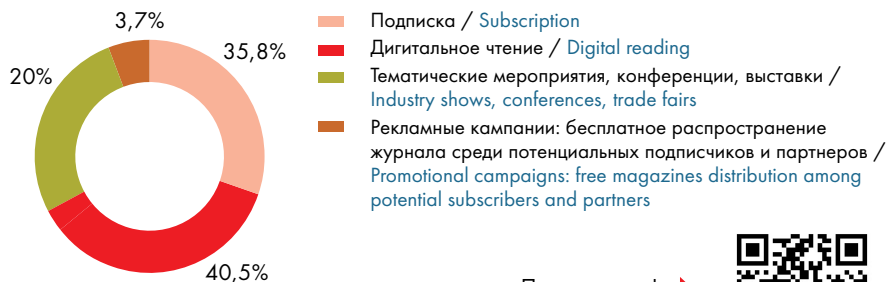 3,7%
35,8%
20%
40,5%
Подписка / Subscription
Дигитальное чтение / Digital reading
Тематические мероприятия, конференции, выставки /
Industry shows, conferences, trade fairs
Рекламные кампании: бесплатное распространение
журнала среди потенциальных подписчиков и партнеров /
Promotional campaigns: free magazines distribution among
potential subscribers and partners